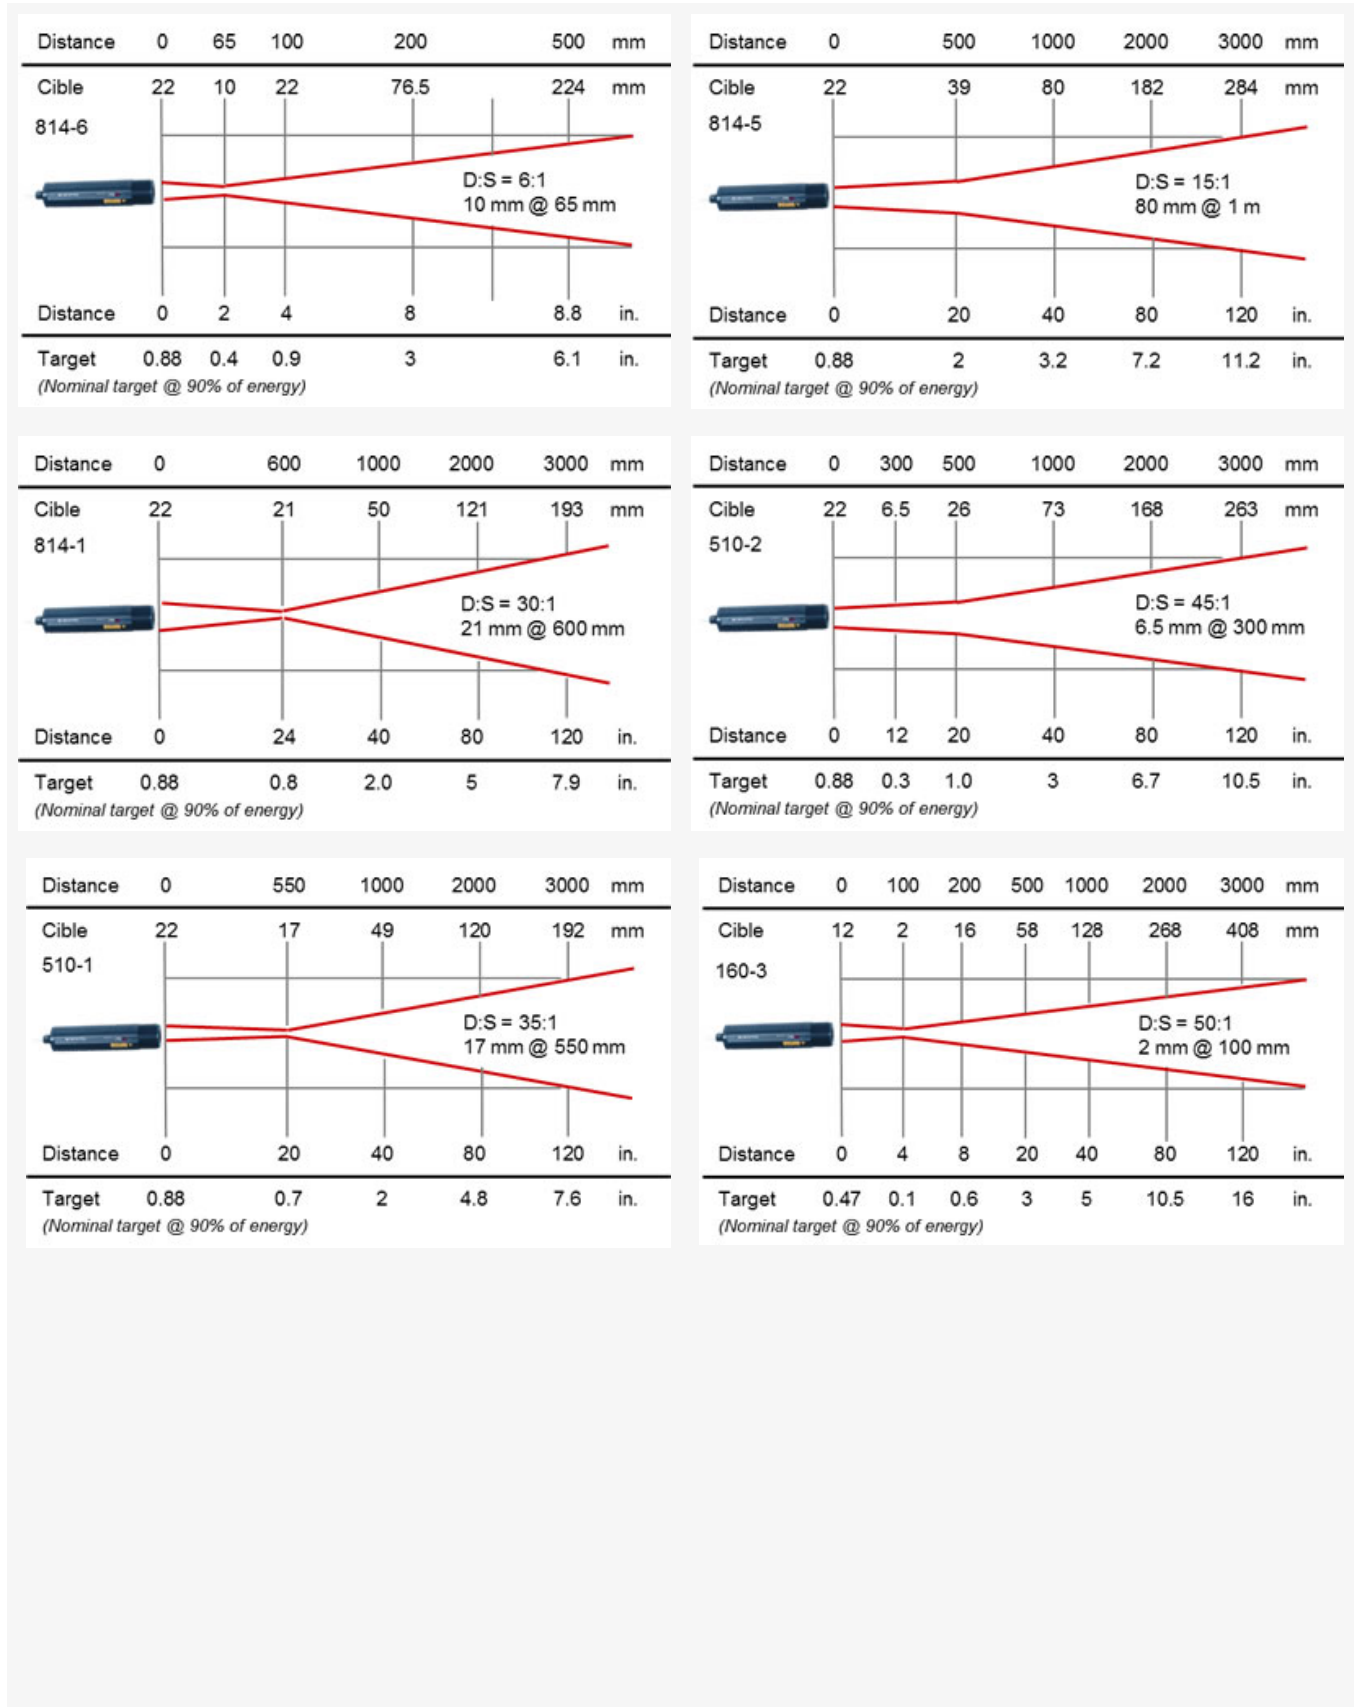 Distance 0 65 100 200 500 mm
Cible 22 10 22 76.5 224 mm
814-6
D:S = 6:1
10 mm @ 65 mm
Distance 0 2 4 8 8.8 in.
Target 0.88 0.4 0.9 3 6.1 in.
(Nominal target @ 90% of energy)
Distance 0 500 1000 2000 3000 mm
Cible 22 39 80 182 284 mm
814-5
D:S = 15:1
80 mm @ 1 m
Distance 0 20 40 80 120 in.
Target 0.88 2 3.2 7.2 11.2 in.
(Nominal target @ 90% of energy)
Distance 0 600 1000 2000 3000 mm
Cible 22 21 50 121 193 mm
814-1
D:S = 30:1
21 mm @ 600 mm
Distance 0 24 40 80 120 in.
Target 0.88 0.8 2.0 5 7.9 in.
(Nominal target @ 90% of energy)
Distance 0 300 500 1000 2000 3000 mm
Cible 22 6.5 26 73 168 263 mm
510-2
D:S = 45:1
6.5 mm @ 300 mm
Distance 0 12 20 40 80 120 in.
Target 0.88 0.3 1.0 3 6.7 10.5 in.
(Nominal target @ 90% of energy)
Distance 0 550 1000 2000 3000 mm
Cible 22 17 49 120 192 mm
510-1
D:S = 35:1
17 mm @ 550 mm
Distance 0 20 40 80 120 in.
Target 0.88 0.7 2 4.8 7.6 in.
(Nominal target @ 90% of energy)
Distance 0 100 200 500 1000 2000 3000 mm
Cible 12 2 16 58 128 268 408 mm
160-3
D:S = 50:1
2 mm @ 100 mm
Distance 0 4 8 20 40 80 120 in.
Target 0.47 0.1 0.6 3 5 10.5 16 in.
(Nominal target @ 90% of energy)